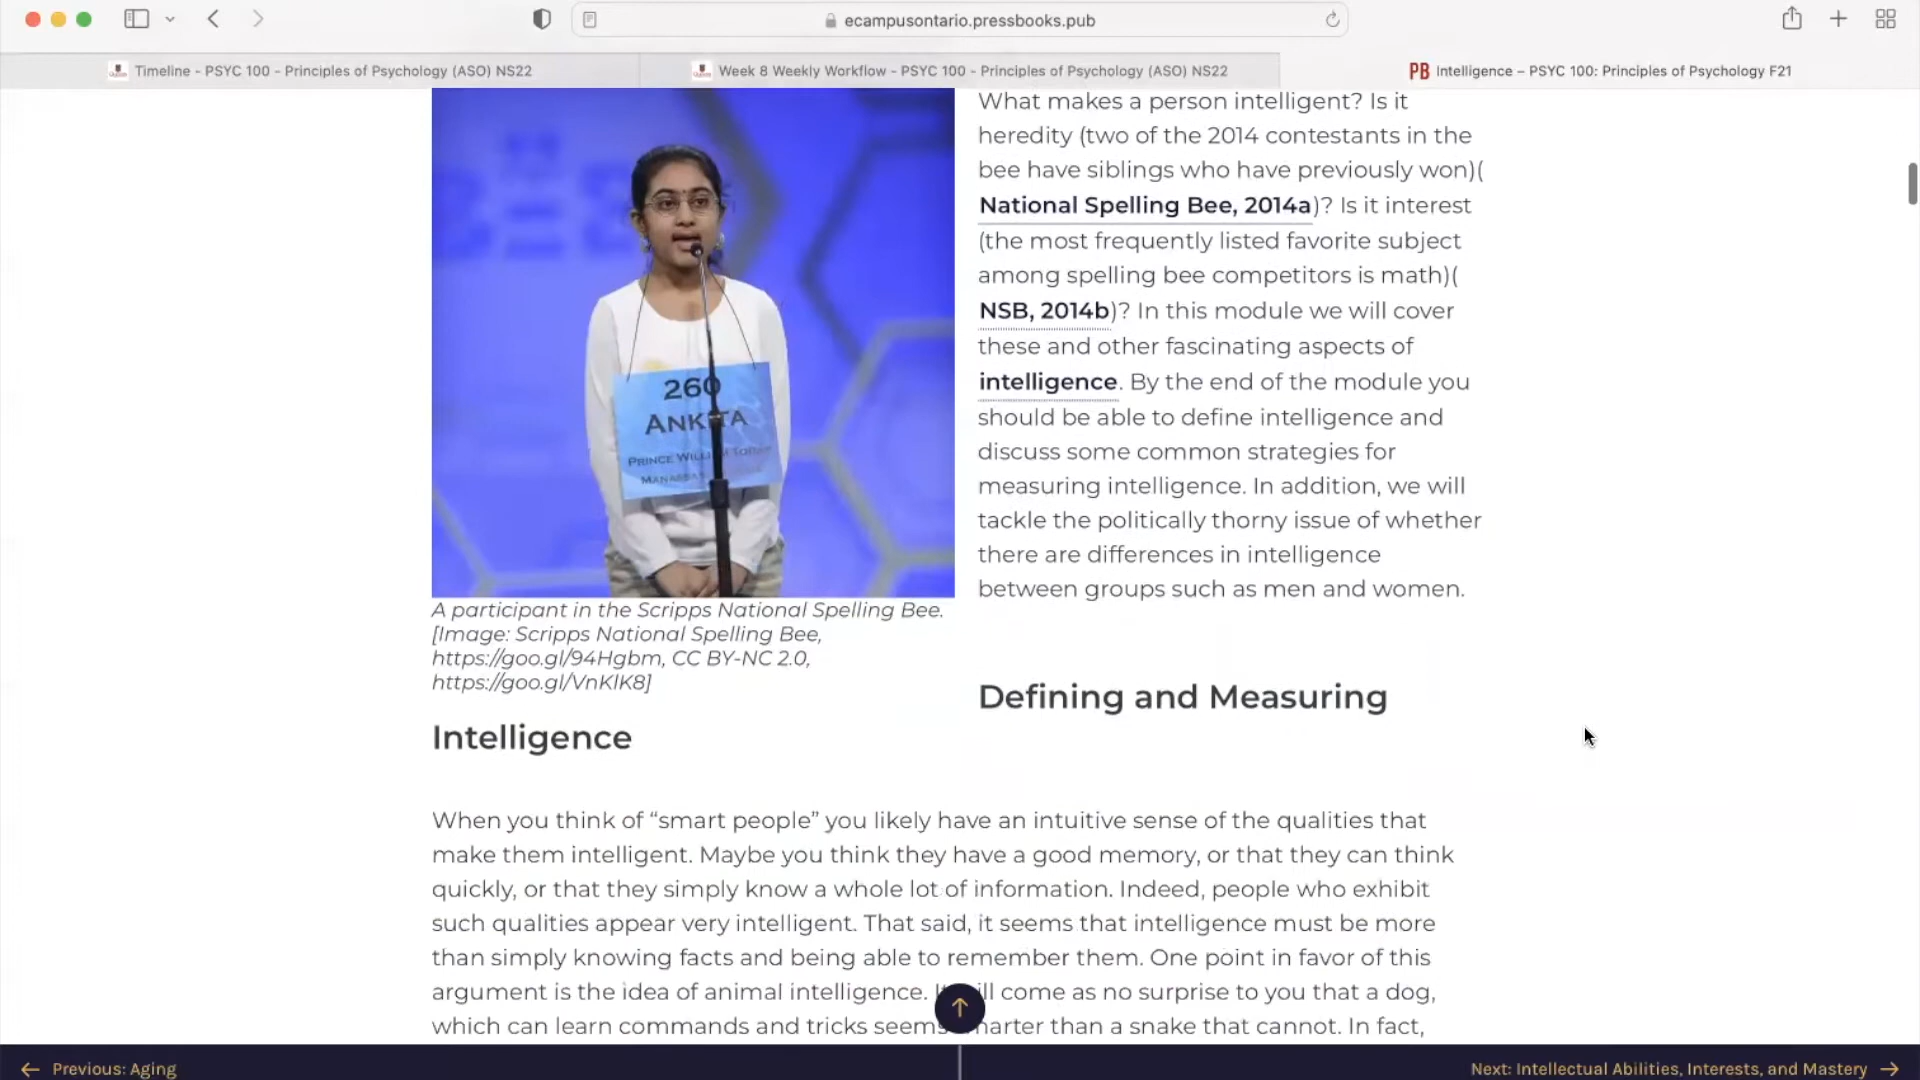 ecampusontario.pressbooks.pub
Timeline - PSYC 100 - Principles of Psychology (ASO) NS22
Week 8 Weekly Workflow - PSYC 100 - Principles of Psychology (ASO) NS22
PB Intelligence – PSYC 100: Principles of Psychology F21
260
ANKITA
PRINCE
What makes a person intelligent? Is it
heredity (two of the 2014 contestants in the
bee have siblings who have previously won)(
National Spelling Bee, 2014a)? Is it interest
(the most frequently listed favorite subject
among spelling bee competitors is math)(
NSB, 2014b)? In this module we will cover
these and other fascinating aspects of
intelligence. By the end of the module you
should be able to define intelligence and
discuss some common strategies for
measuring intelligence. In addition, we will
tackle the politically thorny issue of whether
there are differences in intelligence
between groups such as men and women.
A participant in the Scripps National Spelling Bee.
[Image: Scripps National Spelling Bee,
https://goo.gl/94Hgbm, CC BY-NC 2.0,
https://goo.gl/VnKlK8]
Defining and Measuring
Intelligence
When you think of “smart people” you likely have an intuitive sense of the qualities that
make them intelligent. Maybe you think they have a good memory, or that they can think
quickly, or that they simply know a whole lot of information. Indeed, people who exhibit
such qualities appear very intelligent. That said, it seems that intelligence must be more
than simply knowing facts and being able to remember them. One point in favor of this
argument is the idea of animal intelligence. It will come as no surprise to you that a dog,
which can learn commands and tricks seems smarter than a snake that cannot. In fact,
Previous: Aging
Next: Intellectual Abilities, Interests, and Mastery